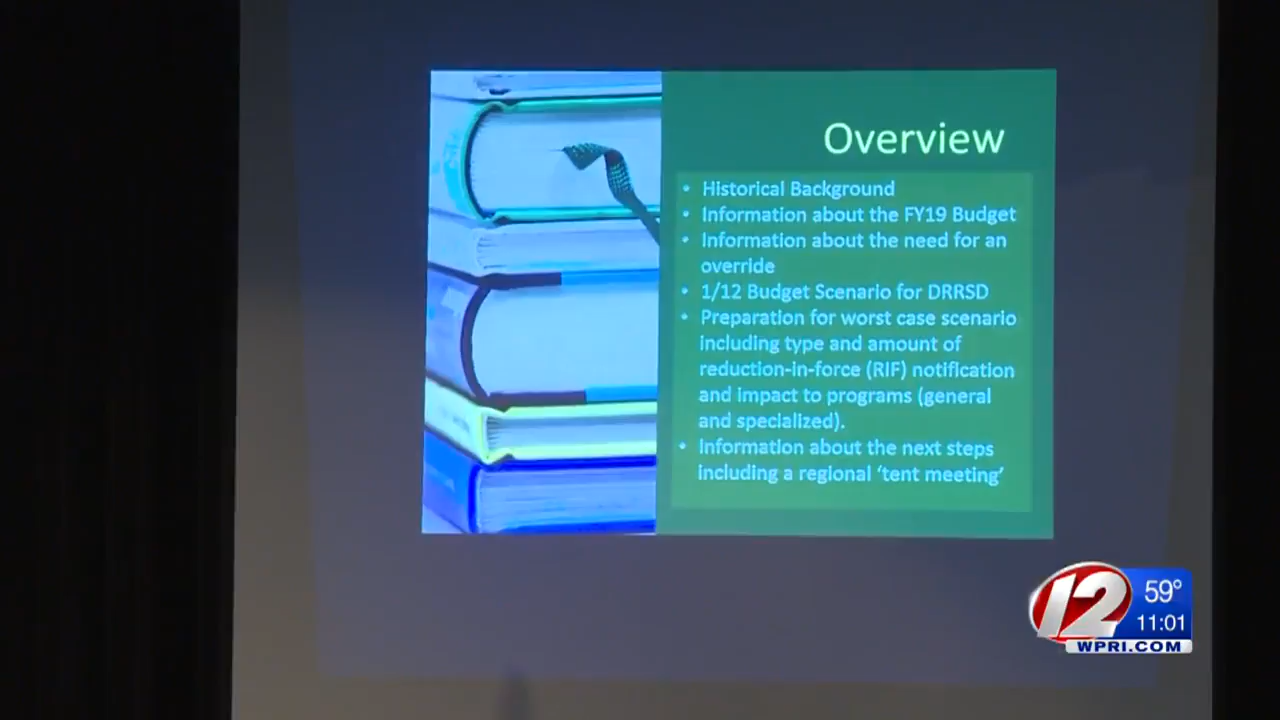 Overview
• Historical Background
• Information about the FY19 Budget
• Information about the need for an
override
• 1/12 Budget Scenario for DRRSD
• Preparation for worst case scenario
including type and amount of
reduction-in-force (RIF) notification
and impact to programs (general
and specialized).
• Information about the next steps
including a regional ‘tent meeting’
12
59°
11:01
WPRI.COM